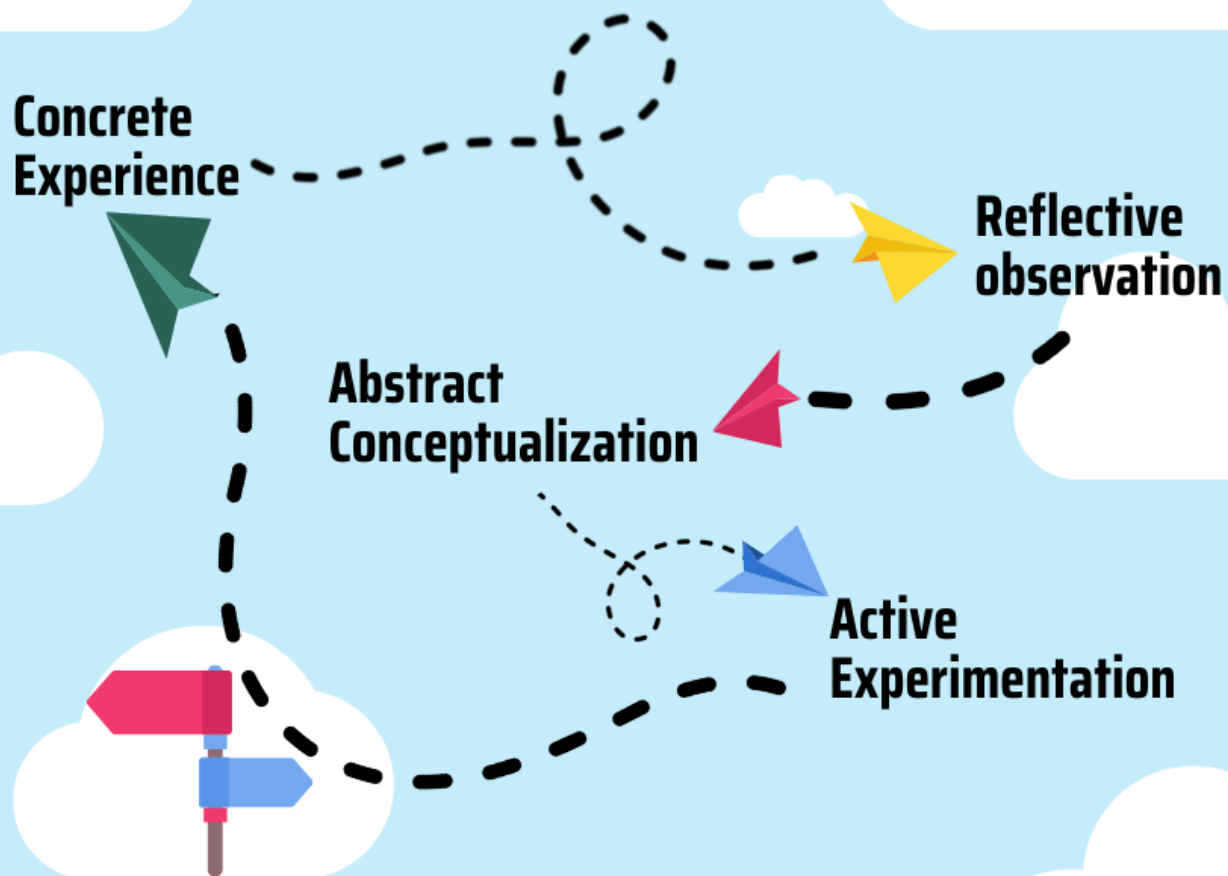 Concrete
Experience
Reflective
observation
Abstract
Conceptualization
Active
Experimentation